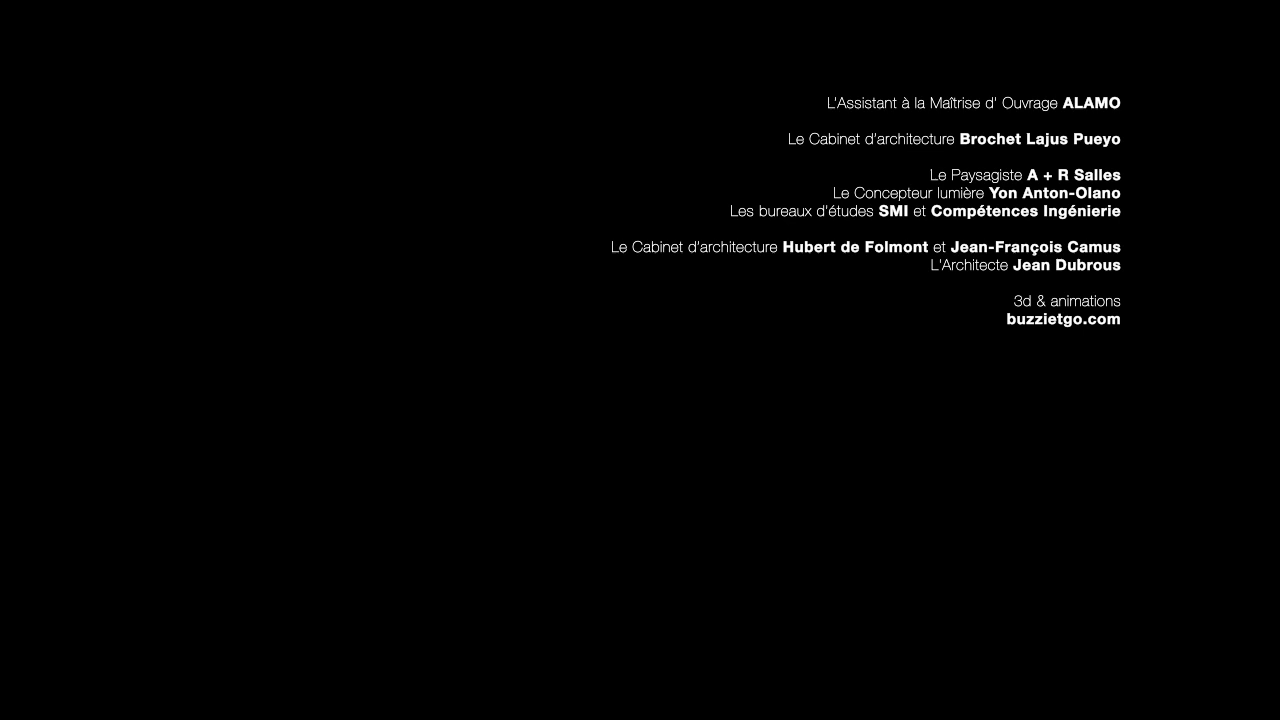 L'Assistant à la Maîtrise d' Ouvrage ALAMO
Le Cabinet d'architecture Brochet Lajus Pueyo
Le Paysagiste A + R Salles
Le Concepteur lumière Yon Anton-Olano
Les bureaux d'études SMI et Compétences Ingénierie
Le Cabinet d'architecture Hubert de Folmont et Jean-François Camus
L'Architecte Jean Dubrous
3d & animations
buzzietgo.com